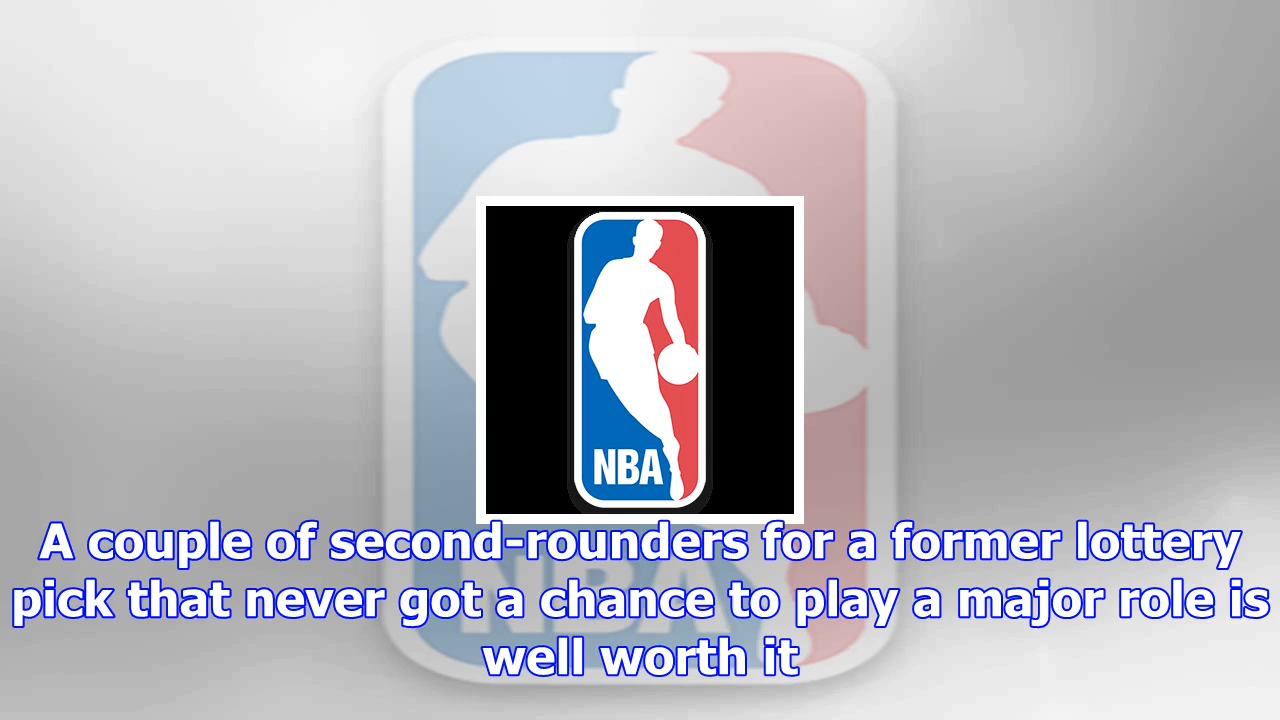 NBA
A couple of second-rounders for a former lottery
pick that never got a chance to play a major role is
well worth it
NBA